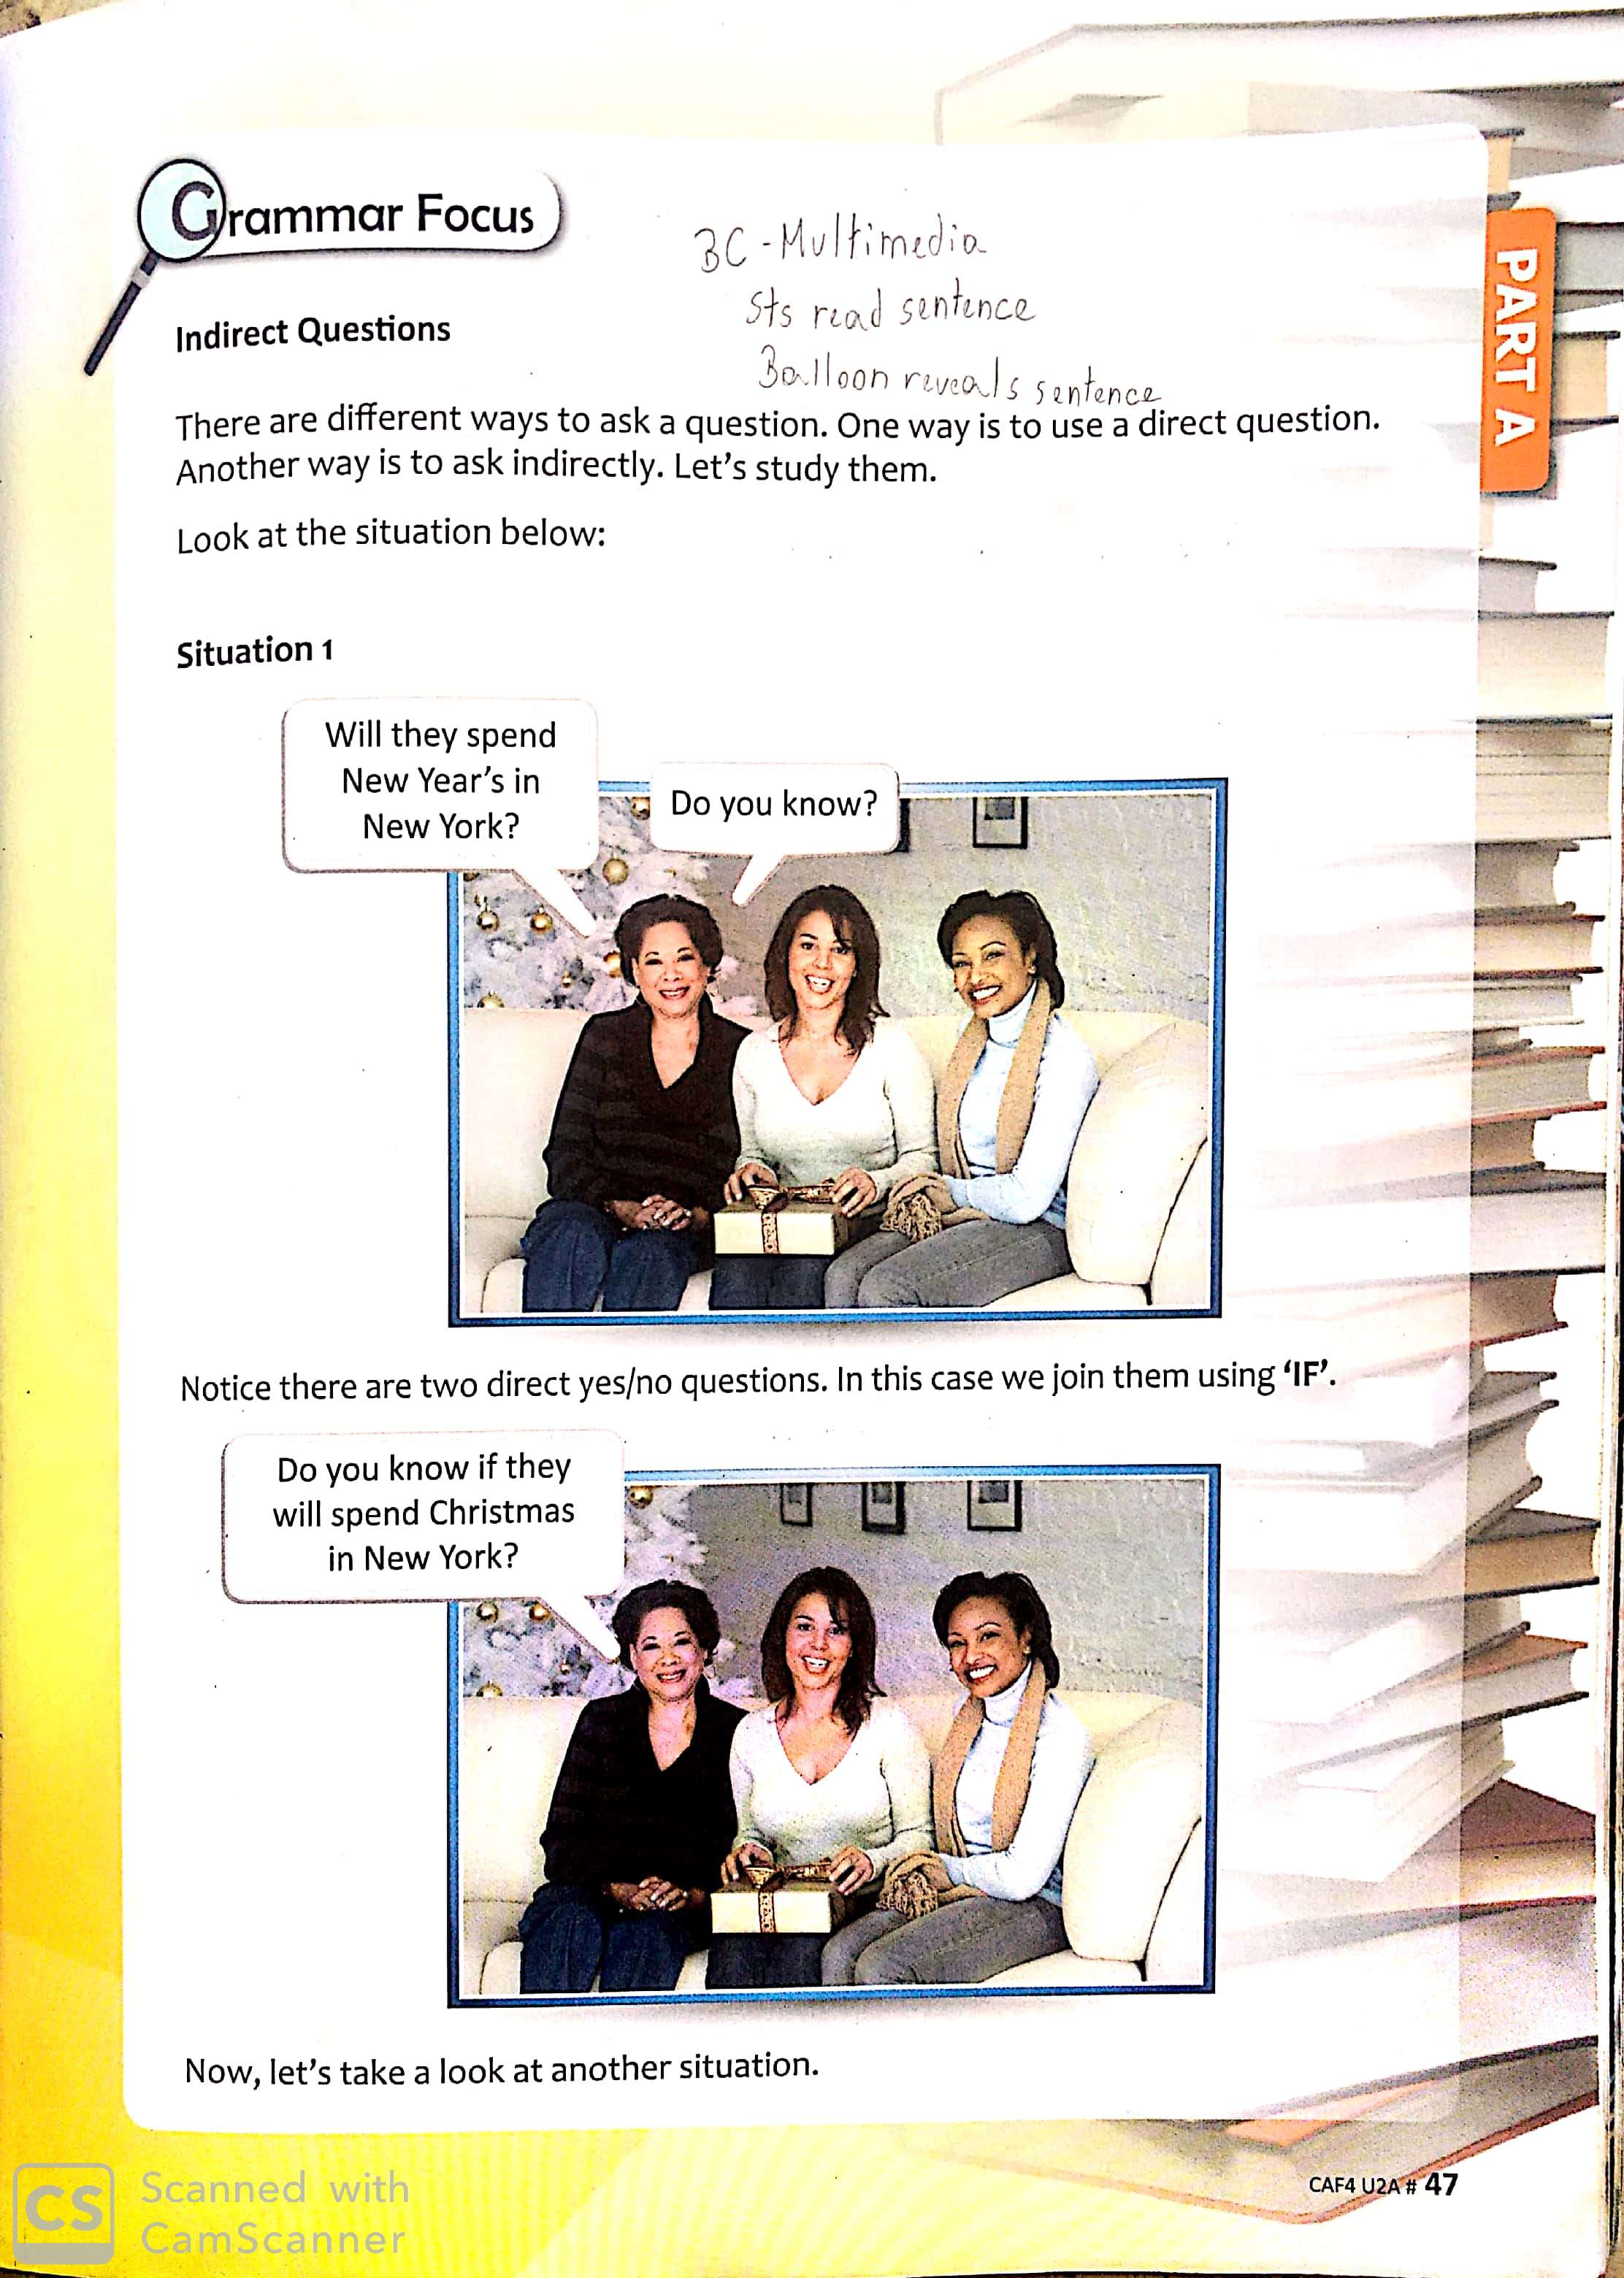 Grammar Focus
BC - Multimedia
Sts read sentence
Balloon reveals sentence
Indirect Questions
There are different ways to ask a question. One way is to use a direct question.
Another way is to ask indirectly. Let's study them.
Look at the situation below:
Situation 1
Will they spend
New Year's in
New York?
Do you know?
Notice there are two direct yes/no questions. In this case we join them using 'IF'.
Do you know if they
will spend Christmas
in New York?
Now, let's take a look at another situation.
PART A
CAF4 U2A # 47
CS
Scanned with
CamScanner